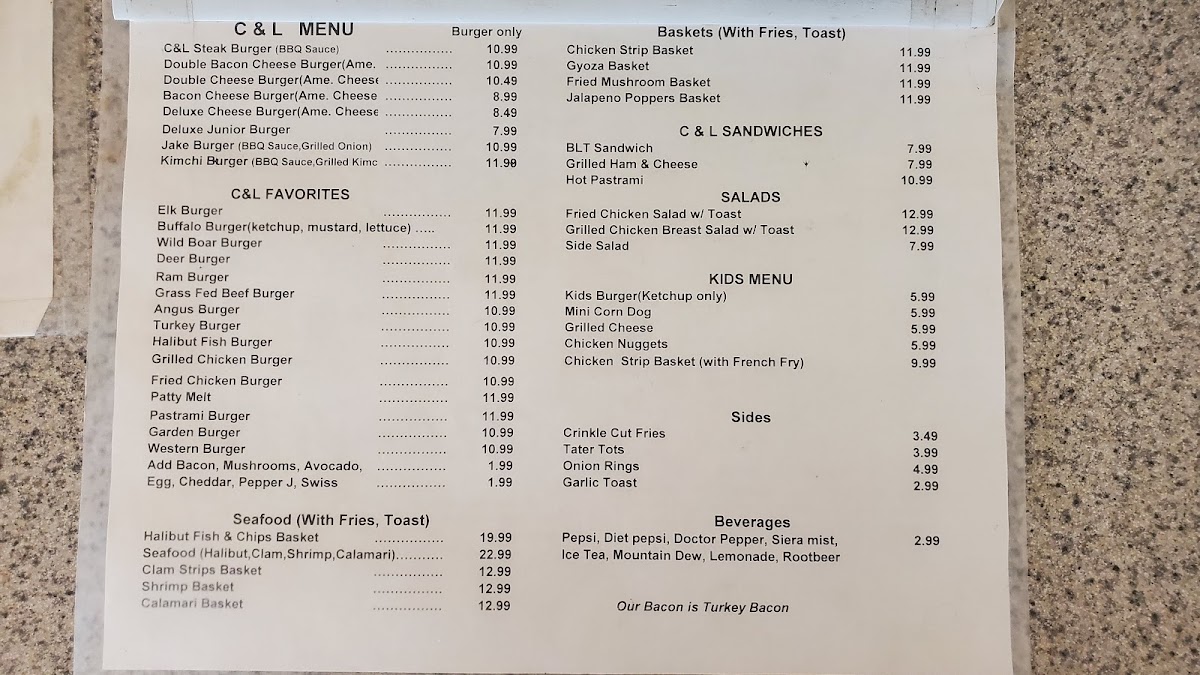 C & L MENU
Burger only
C&L Steak Burger (BBQ Sauce) ................ 10.99
Double Bacon Cheese Burger(Ame. ................ 10.99
Double Cheese Burger(Ame. Cheese ................ 10.49
Bacon Cheese Burger(Ame. Cheese ................ 8.99
Deluxe Cheese Burger(Ame. Cheese ................ 8.49
Deluxe Junior Burger ................ 7.99
Jake Burger (BBQ Sauce,Grilled Onion) ................ 10.99
Kimchi Burger (BBQ Sauce,Grilled Kimc ................ 11.99
C&L FAVORITES
Elk Burger ................ 11.99
Buffalo Burger(ketchup, mustard, lettuce) ..... 11.99
Wild Boar Burger ................ 11.99
Deer Burger ................ 11.99
Ram Burger ................ 11.99
Grass Fed Beef Burger ................ 11.99
Angus Burger ................ 10.99
Turkey Burger ................ 10.99
Halibut Fish Burger ................ 10.99
Grilled Chicken Burger ................ 10.99
Fried Chicken Burger ................ 10.99
Patty Melt ................ 11.99
Pastrami Burger ................ 11.99
Garden Burger ................ 10.99
Western Burger ................ 10.99
Add Bacon, Mushrooms, Avocado, ................ 1.99
Egg, Cheddar, Pepper J, Swiss ................ 1.99
Seafood (With Fries, Toast)
Halibut Fish & Chips Basket ................ 19.99
Seafood (Halibut,Clam,Shrimp,Calamari)........... 22.99
Clam Strips Basket ................ 12.99
Shrimp Basket ................ 12.99
Calamari Basket ................ 12.99
Baskets (With Fries, Toast)
Chicken Strip Basket 11.99
Gyoza Basket 11.99
Fried Mushroom Basket 11.99
Jalapeno Poppers Basket 11.99
C & L SANDWICHES
BLT Sandwich 7.99
Grilled Ham & Cheese 7.99
Hot Pastrami 10.99
SALADS
Fried Chicken Salad w/ Toast 12.99
Grilled Chicken Breast Salad w/ Toast 12.99
Side Salad 7.99
KIDS MENU
Kids Burger(Ketchup only) 5.99
Mini Corn Dog 5.99
Grilled Cheese 5.99
Chicken Nuggets 5.99
Chicken Strip Basket (with French Fry) 9.99
Sides
Crinkle Cut Fries 3.49
Tater Tots 3.99
Onion Rings 4.99
Garlic Toast 2.99
Beverages
Pepsi, Diet pepsi, Doctor Pepper, Siera mist, 2.99
Ice Tea, Mountain Dew, Lemonade, Rootbeer
Our Bacon is Turkey Bacon